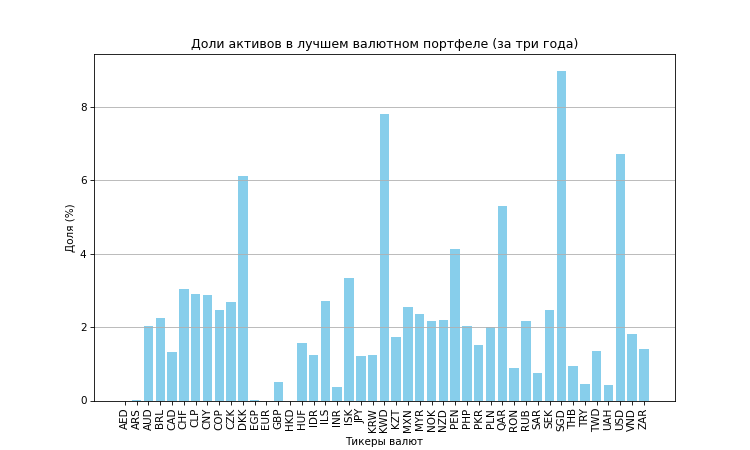 Доли активов в лучшем валютном портфеле (за три года)
Доля (%)
8
6
4
2
0
AED ARS AUD BRL CAD CHF CLP CNY COP CZK DKK EGP EUR GBP HKD HUF IDR ILS INR ISK JPY KRW KWD KZT MXN MYR NOK NZD PEN PHP PKR PLN QAR RON RUB SAR SEK SGD THB TRY TWD UAH USD VND ZAR
Тикеры валют